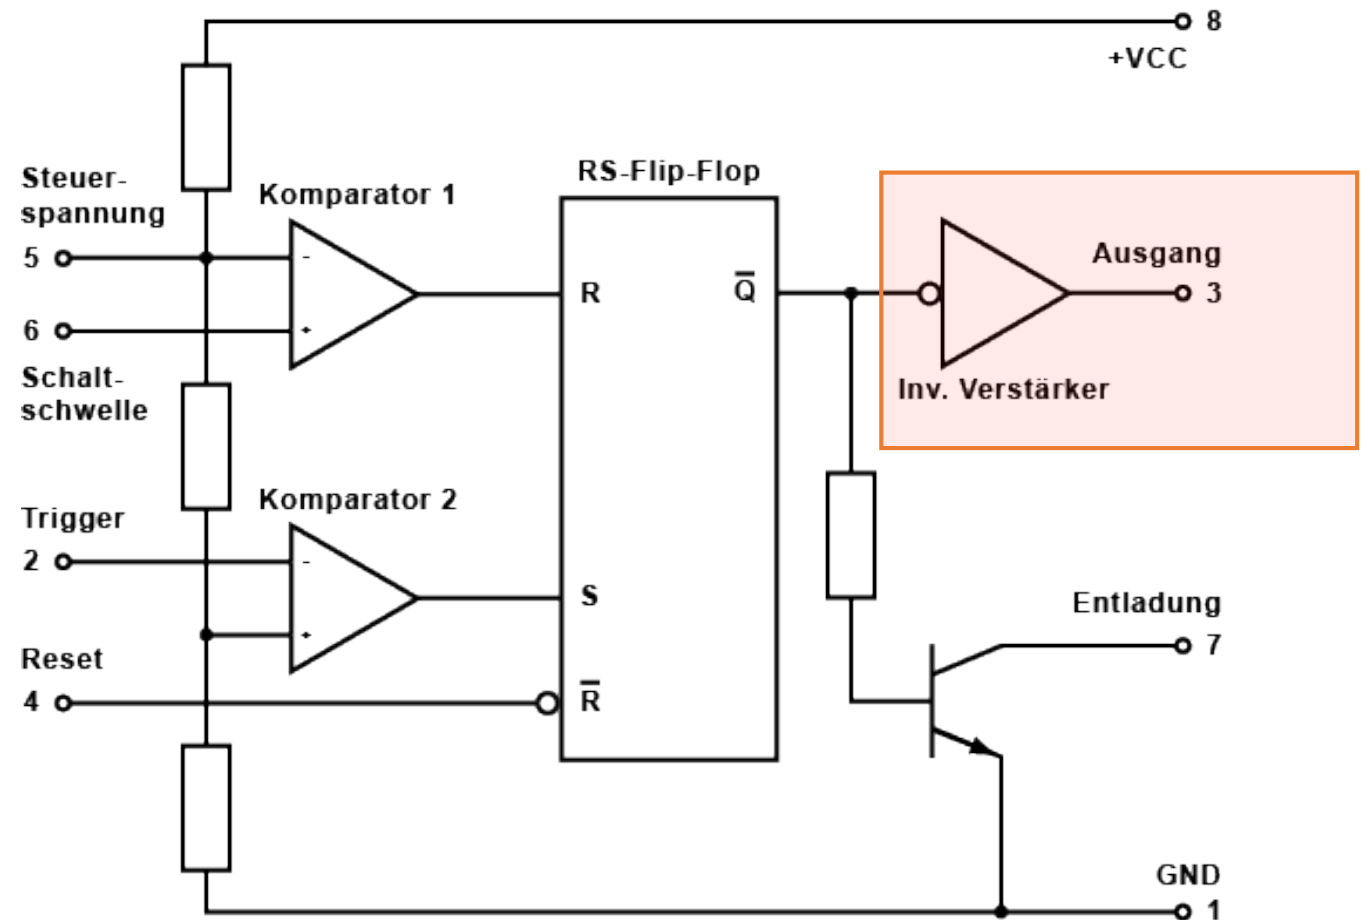 8
+VCC
RS-Flip-Flop
Steuer-
spannung
Komparator 1
5
-
6
+
R
Q̅
Ausgang
3
Inv. Verstärker
Schalt-
schwelle
Komparator 2
Trigger
2
-
S
+
Entladung
7
Reset
4
R̅
GND
1